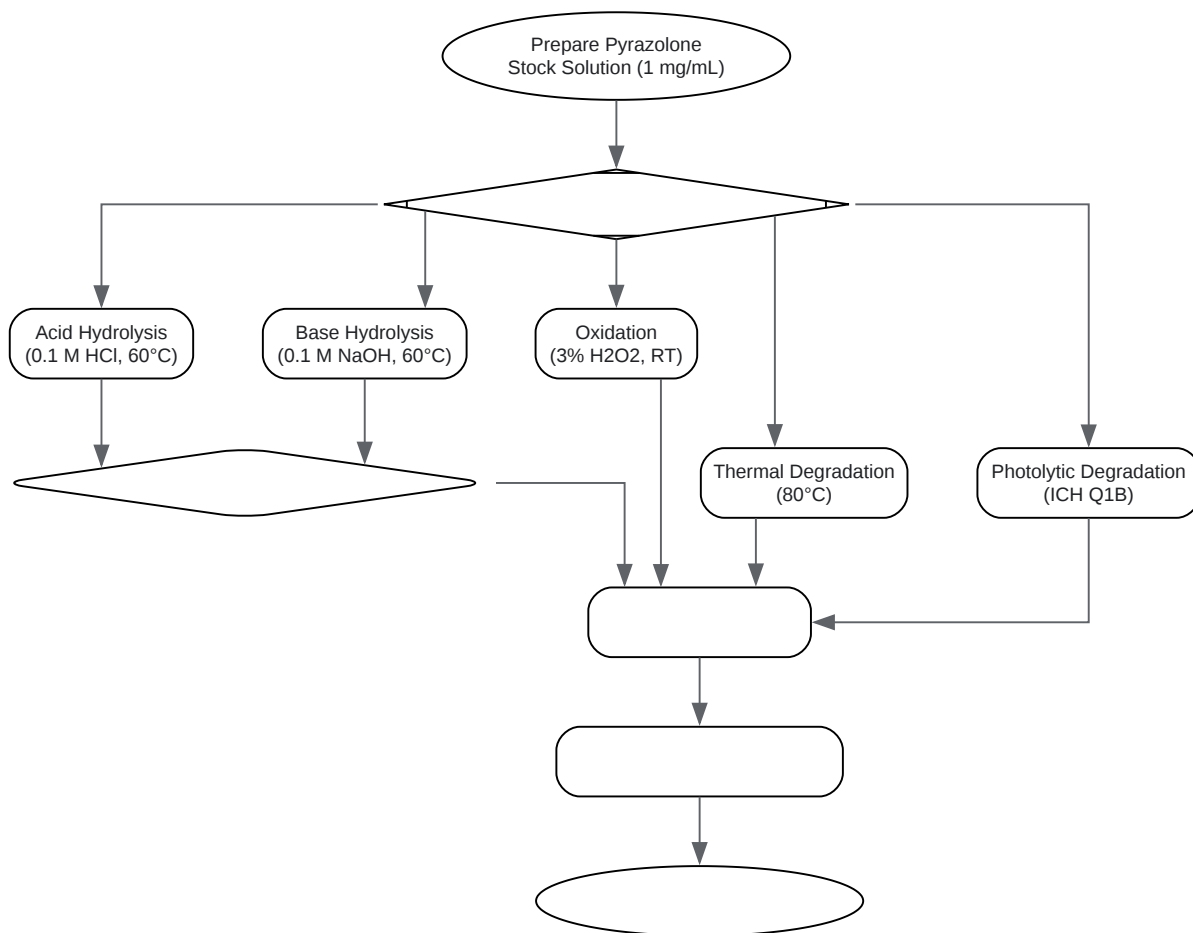 Prepare Pyrazolone
Stock Solution (1 mg/mL)
Acid Hydrolysis
(0.1 M HCl, 60°C)
Base Hydrolysis
(0.1 M NaOH, 60°C)
Oxidation
(3% H2O2, RT)
Thermal Degradation
(80°C)
Photolytic Degradation
(ICH Q1B)